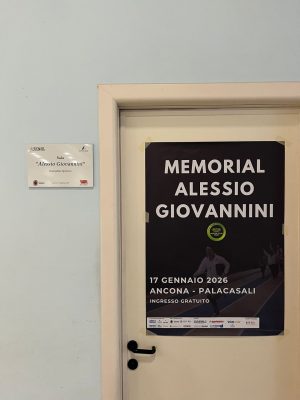 Sala
"Alessio Giovannini"
MEMORIAL
ALESSIO
GIOVANNINI
17 GENNAIO 2026
ANCONA - PALACASALI
INGRESSO GRATUITO